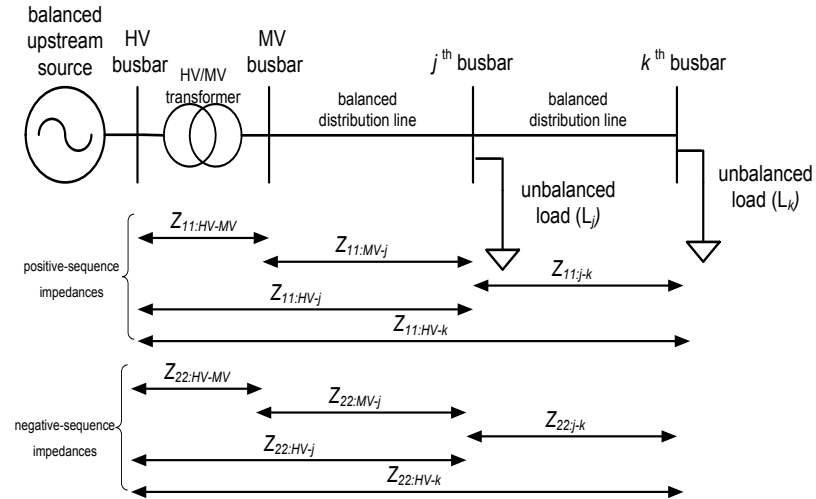 balanced
upstream
source
HV
busbar
HV/MV
transformer
MV
busbar
j th busbar
k th busbar
balanced
distribution line
balanced
distribution line
unbalanced
load (Lj)
unbalanced
load (Lk)
positive-sequence
impedances
Z11:HV-MV
Z11:MV-j
Z11:j-k
Z11:HV-j
Z11:HV-k
negative-sequence
impedances
Z22:HV-MV
Z22:MV-j
Z22:j-k
Z22:HV-j
Z22:HV-k